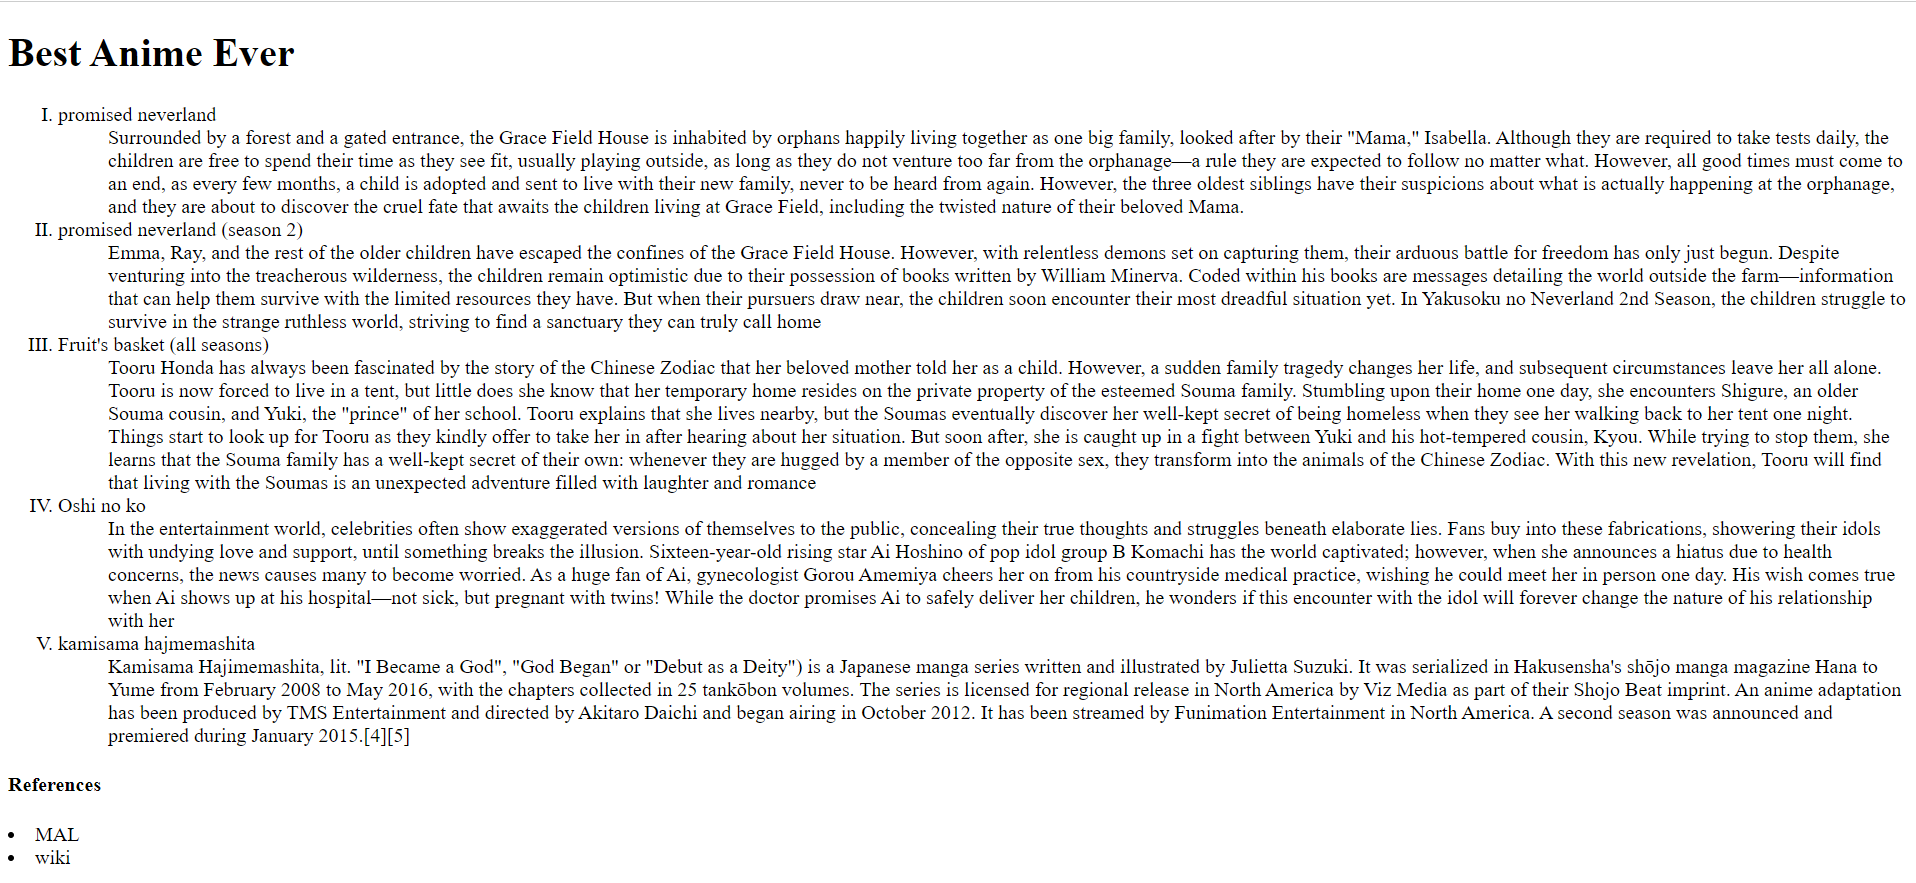 Best Anime Ever
I. promised neverland
Surrounded by a forest and a gated entrance, the Grace Field House is inhabited by orphans happily living together as one big family, looked after by their "Mama," Isabella. Although they are required to take tests daily, the
children are free to spend their time as they see fit, usually playing outside, as long as they do not venture too far from the orphanage—a rule they are expected to follow no matter what. However, all good times must come to
an end, as every few months, a child is adopted and sent to live with their new family, never to be heard from again. However, the three oldest siblings have their suspicions about what is actually happening at the orphanage,
and they are about to discover the cruel fate that awaits the children living at Grace Field, including the twisted nature of their beloved Mama.
II. promised neverland (season 2)
Emma, Ray, and the rest of the older children have escaped the confines of the Grace Field House. However, with relentless demons set on capturing them, their arduous battle for freedom has only just begun. Despite
venturing into the treacherous wilderness, the children remain optimistic due to their possession of books written by William Minerva. Coded within his books are messages detailing the world outside the farm—information
that can help them survive with the limited resources they have. But when their pursuers draw near, the children soon encounter their most dreadful situation yet. In Yakusoku no Neverland 2nd Season, the children struggle to
survive in the strange ruthless world, striving to find a sanctuary they can truly call home
III. Fruit's basket (all seasons)
Tooru Honda has always been fascinated by the story of the Chinese Zodiac that her beloved mother told her as a child. However, a sudden family tragedy changes her life, and subsequent circumstances leave her all alone.
Tooru is now forced to live in a tent, but little does she know that her temporary home resides on the private property of the esteemed Souma family. Stumbling upon their home one day, she encounters Shigure, an older
Souma cousin, and Yuki, the "prince" of her school. Tooru explains that she lives nearby, but the Soumas eventually discover her well-kept secret of being homeless when they see her walking back to her tent one night.
Things start to look up for Tooru as they kindly offer to take her in after hearing about her situation. But soon after, she is caught up in a fight between Yuki and his hot-tempered cousin, Kyou. While trying to stop them, she
learns that the Souma family has a well-kept secret of their own: whenever they are hugged by a member of the opposite sex, they transform into the animals of the Chinese Zodiac. With this new revelation, Tooru will find
that living with the Soumas is an unexpected adventure filled with laughter and romance
IV. Oshi no ko
In the entertainment world, celebrities often show exaggerated versions of themselves to the public, concealing their true thoughts and struggles beneath elaborate lies. Fans buy into these fabrications, showering their idols
with undying love and support, until something breaks the illusion. Sixteen-year-old rising star Ai Hoshino of pop idol group B Komachi has the world captivated; however, when she announces a hiatus due to health
concerns, the news causes many to become worried. As a huge fan of Ai, gynecologist Gorou Amemiya cheers her on from his countryside medical practice, wishing he could meet her in person one day. His wish comes true
when Ai shows up at his hospital—not sick, but pregnant with twins! While the doctor promises Ai to safely deliver her children, he wonders if this encounter with the idol will forever change the nature of his relationship
with her
V. kamisama hajmemashita
Kamisama Hajimemashita, lit. "I Became a God", "God Began" or "Debut as a Deity") is a Japanese manga series written and illustrated by Julietta Suzuki. It was serialized in Hakusensha's shōjo manga magazine Hana to
Yume from February 2008 to May 2016, with the chapters collected in 25 tankōbon volumes. The series is licensed for regional release in North America by Viz Media as part of their Shojo Beat imprint. An anime adaptation
has been produced by TMS Entertainment and directed by Akitaro Daichi and began airing in October 2012. It has been streamed by Funimation Entertainment in North America. A second season was announced and
premiered during January 2015.[4][5]
References
• MAL
• wiki